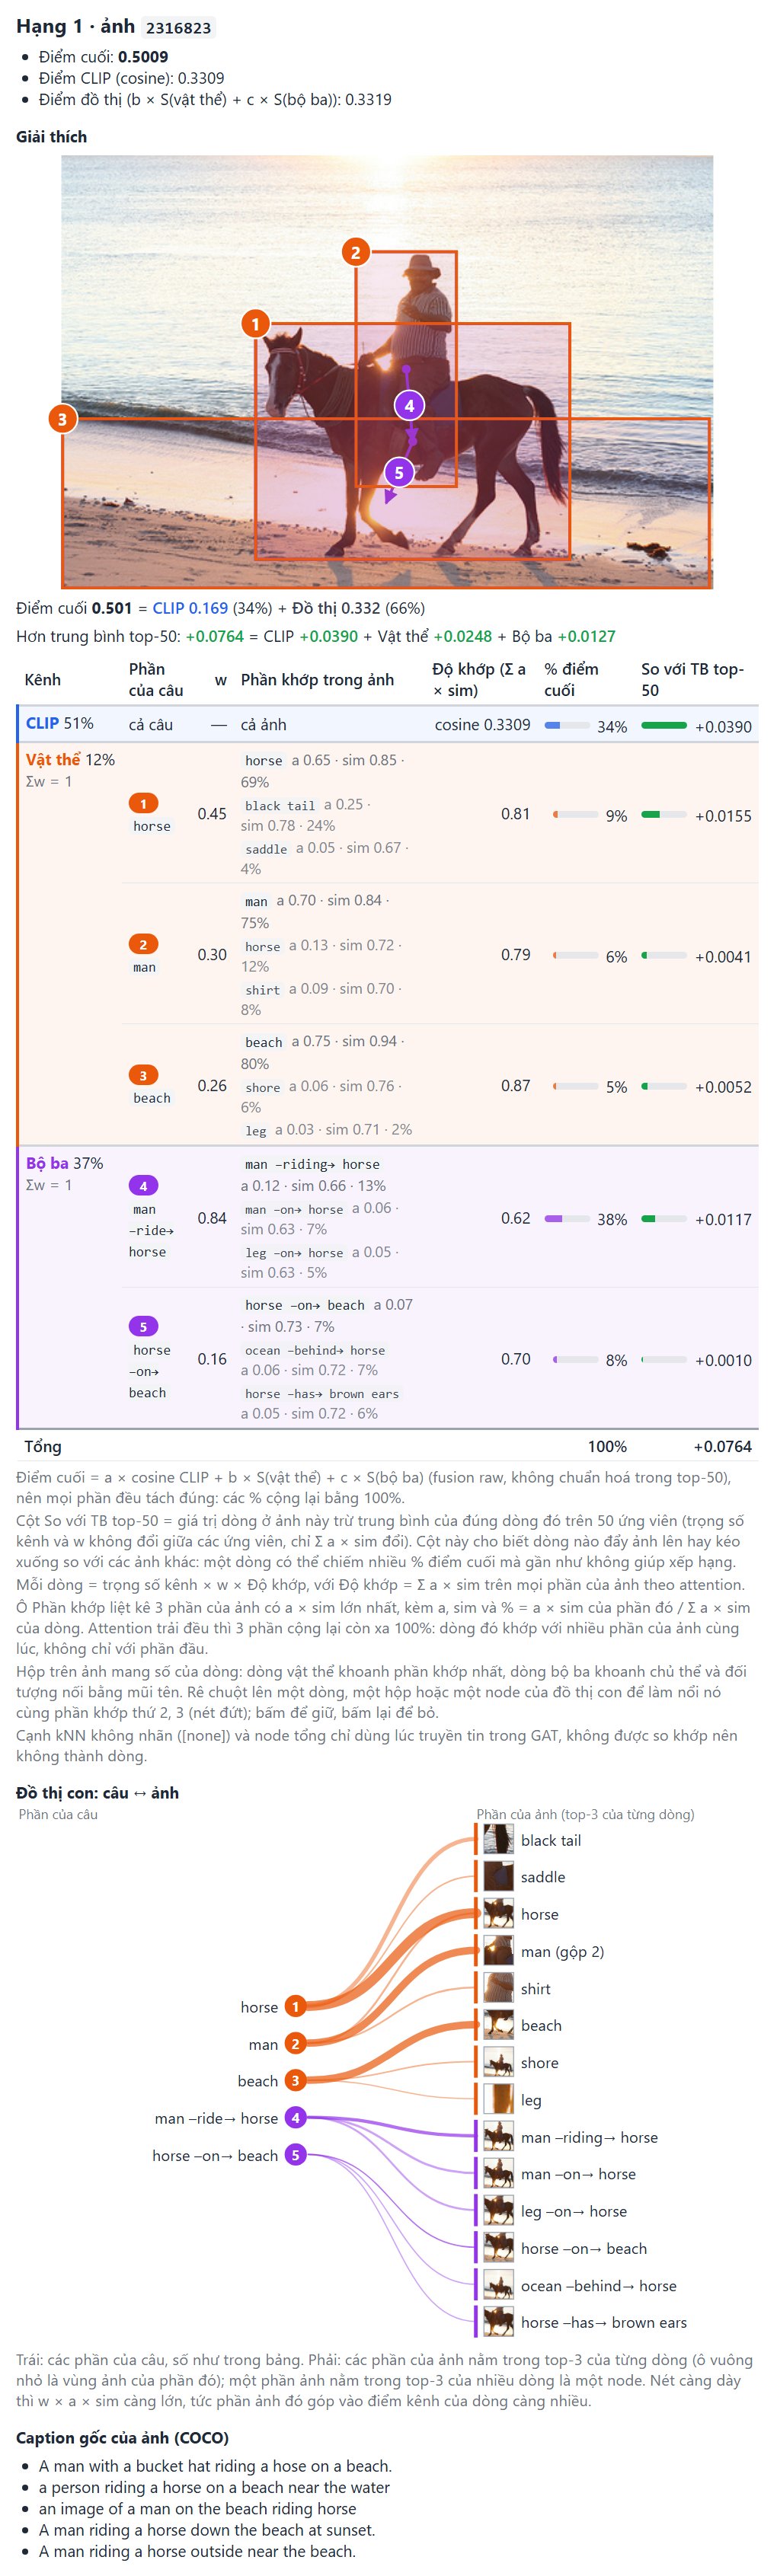 Hạng 1 · ảnh 2316823
Điểm cuối: 0.5009
Điểm CLIP (cosine): 0.3309
Điểm đồ thị (b × S(vật thể) + c × S(bộ ba)): 0.3319
Giải thích
2
1
4
3
5
Điểm cuối 0.501 = CLIP 0.169 (34%) + Đồ thị 0.332 (66%)
Hơn trung bình top-50: +0.0764 = CLIP +0.0390 + Vật thể +0.0248 + Bộ ba +0.0127
Kênh Phần của câu w Phần khớp trong ảnh Độ khớp (Σ a × sim) % điểm cuối So với TB top-50
CLIP 51% cả câu — cả ảnh cosine 0.3309 34% +0.0390
Vật thể 12%
Σw = 1
1 horse 0.45
horse a 0.65 · sim 0.85 ·
69%
black tail a 0.25 ·
sim 0.78 · 24%
saddle a 0.05 · sim 0.67 ·
4%
0.81 9% +0.0155
2 man 0.30
man a 0.70 · sim 0.84 ·
75%
horse a 0.13 · sim 0.72 ·
12%
shirt a 0.09 · sim 0.70 ·
8%
0.79 6% +0.0041
3 beach 0.26
beach a 0.75 · sim 0.94 ·
80%
shore a 0.06 · sim 0.76 ·
6%
leg a 0.03 · sim 0.71 · 2%
0.87 5% +0.0052
Bộ ba 37%
Σw = 1
4
man
–ride→
horse
0.84
man –riding→ horse
a 0.12 · sim 0.66 · 13%
man –on→ horse a 0.06 ·
sim 0.63 · 7%
leg –on→ horse a 0.05 ·
sim 0.63 · 5%
0.62 38% +0.0117
5
horse
–on→
beach
0.16
horse –on→ beach a 0.07
· sim 0.73 · 7%
ocean –behind→ horse
a 0.06 · sim 0.72 · 7%
horse –has→ brown ears
a 0.05 · sim 0.72 · 6%
0.70 8% +0.0010
Tổng 100% +0.0764
Điểm cuối = a × cosine CLIP + b × S(vật thể) + c × S(bộ ba) (fusion raw, không chuẩn hoá trong top-50),
nên mọi phần đều tách đúng: các % cộng lại bằng 100%.
Cột So với TB top-50 = giá trị dòng ở ảnh này trừ trung bình của đúng dòng đó trên 50 ứng viên (trọng số
kênh và w không đổi giữa các ứng viên, chỉ Σ a × sim đổi). Cột này cho biết dòng nào đẩy ảnh lên hay kéo
xuống so với các ảnh khác: một dòng có thể chiếm nhiều % điểm cuối mà gần như không giúp xếp hạng.
Mỗi dòng = trọng số kênh × w × Độ khớp, với Độ khớp = Σ a × sim trên mọi phần của ảnh theo attention.
Ô Phần khớp liệt kê 3 phần của ảnh có a × sim lớn nhất, kèm a, sim và % = a × sim của phần đó / Σ a × sim
của dòng. Attention trải đều thì 3 phần cộng lại còn xa 100%: dòng đó khớp với nhiều phần của ảnh cùng
lúc, không chỉ với phần đầu.
Hộp trên ảnh mang số của dòng: dòng vật thể khoanh phần khớp nhất, dòng bộ ba khoanh chủ thể và đối
tượng nối bằng mũi tên. Rê chuột lên một dòng, một hộp hoặc một node của đồ thị con để làm nổi nó
cùng phần khớp thứ 2, 3 (nét đứt); bấm để giữ, bấm lại để bỏ.
Cạnh kNN không nhãn ([none]) và node tổng chỉ dùng lúc truyền tin trong GAT, không được so khớp nên
không thành dòng.
Đồ thị con: câu ↔ ảnh
Phần của câu
Phần của ảnh (top-3 của từng dòng)
black tail
saddle
horse
man (gộp 2)
shirt
horse 1
beach
man 2
shore
beach 3
leg
man –ride→ horse 4
man –riding→ horse
horse –on→ beach 5
man –on→ horse
leg –on→ horse
horse –on→ beach
ocean –behind→ horse
horse –has→ brown ears
Trái: các phần của câu, số như trong bảng. Phải: các phần của ảnh nằm trong top-3 của từng dòng (ô vuông
nhỏ là vùng ảnh của phần đó); một phần ảnh nằm trong top-3 của nhiều dòng là một node. Nét càng dày
thì w × a × sim càng lớn, tức phần ảnh đó góp vào điểm kênh của dòng càng nhiều.
Caption gốc của ảnh (COCO)
A man with a bucket hat riding a hose on a beach.
a person riding a horse on a beach near the water
an image of a man on the beach riding horse
A man riding a horse down the beach at sunset.
A man riding a horse outside near the beach.